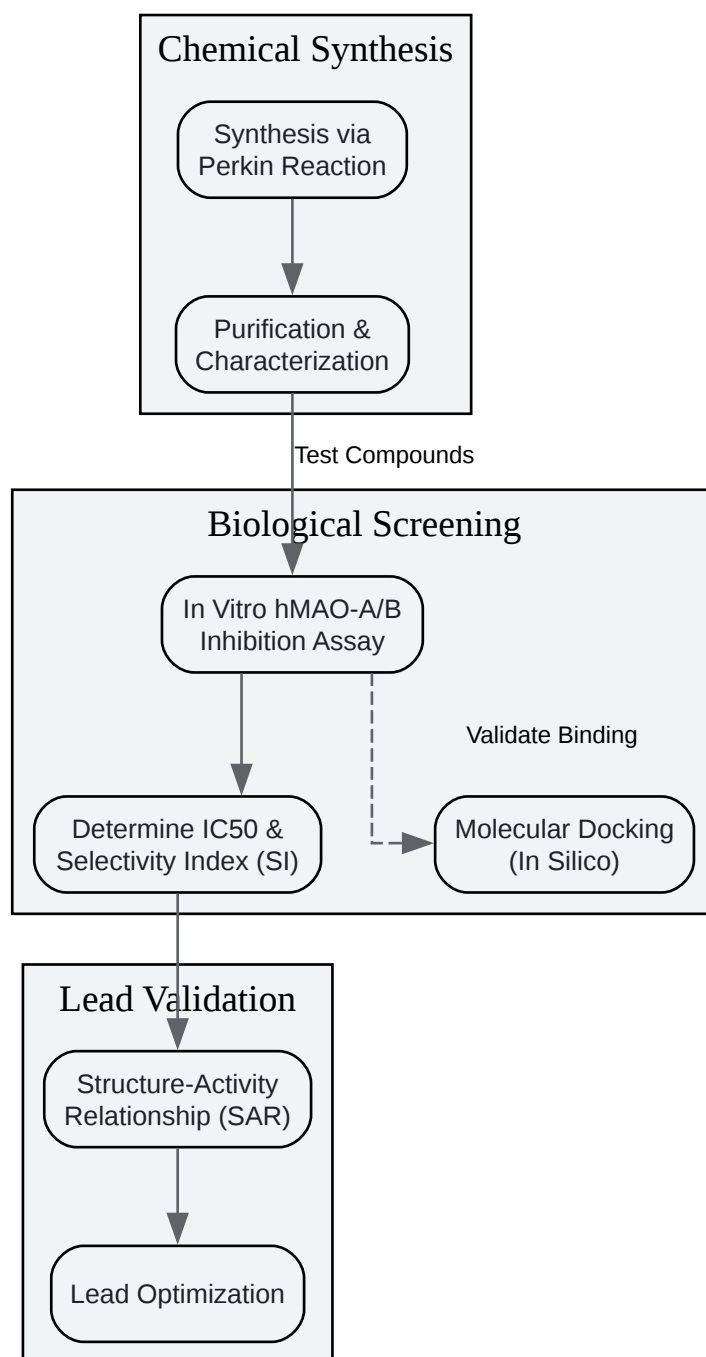 Chemical Synthesis
Synthesis via
Perkin Reaction
Purification &
Characterization
Test Compounds
Biological Screening
In Vitro hMAO-A/B
Inhibition Assay
Validate Binding
Determine IC50 &
Selectivity Index (SI)
Molecular Docking
(In Silico)
Lead Validation
Structure-Activity
Relationship (SAR)
Lead Optimization